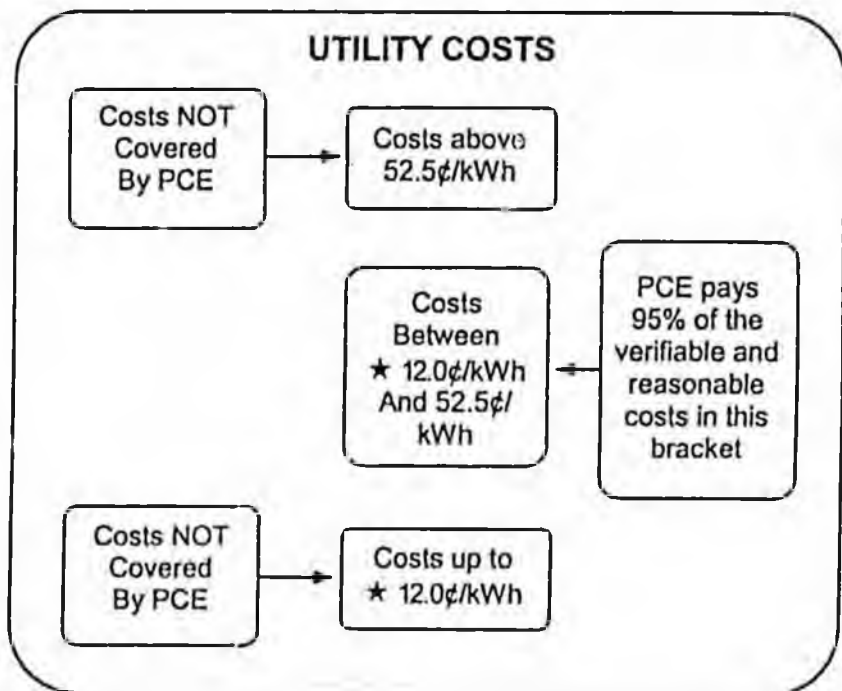 UTILITY COSTS
Costs NOT
Covered
By PCE
Costs above
52.5¢/kWh
Costs
Between
★ 12.0¢/kWh
And 52.5¢/
kWh
PCE pays
95% of the
verifiable and
reasonable
costs in this
bracket
Costs NOT
Covered
By PCE
Costs up to
★ 12.0¢/kWh